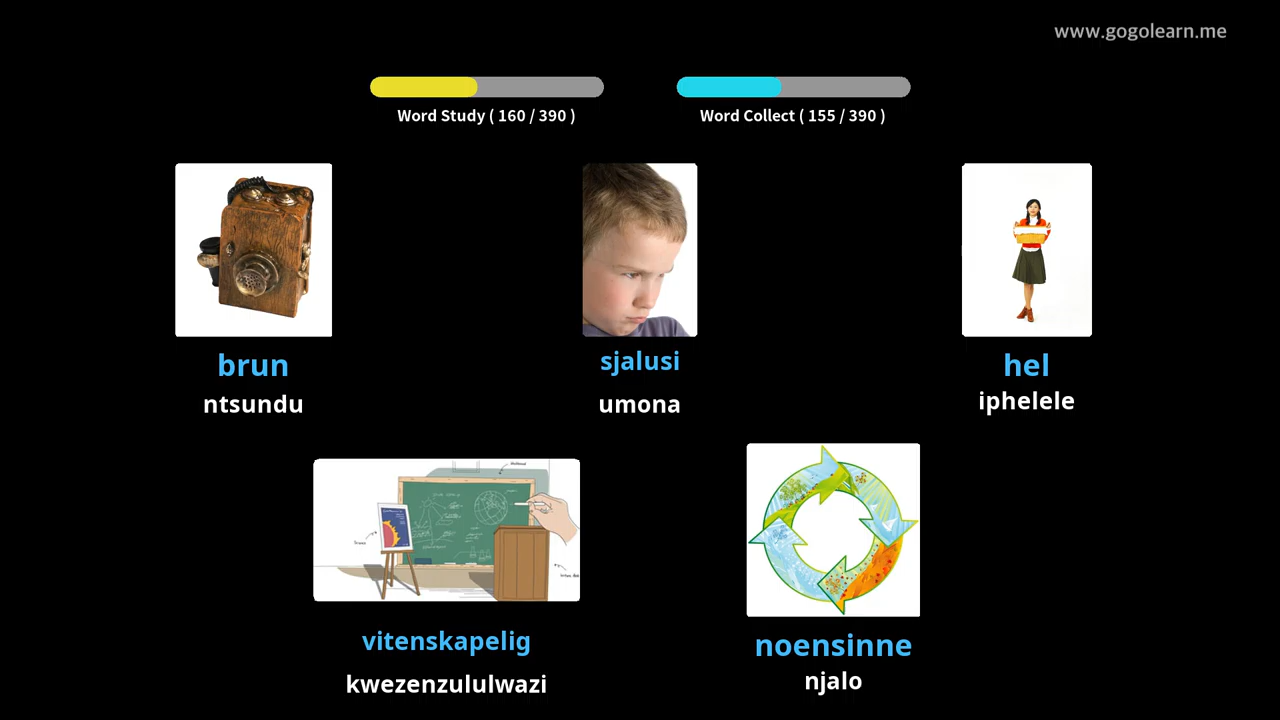 www.gogolearn.me
Word Study ( 160 / 390 )
Word Collect ( 155 / 390 )
brun
ntsundu
sjalusi
umona
hel
iphelele
vitenskapelig
kwezenzululwazi
noensinne
njalo